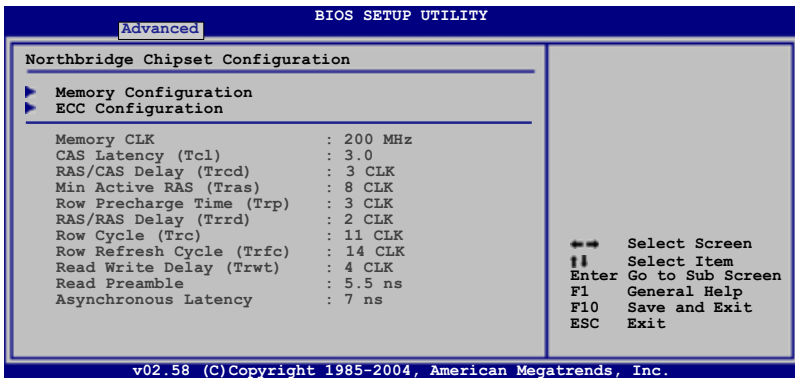 BIOS SETUP UTILITY
Advanced
Northbridge Chipset Configuration
Memory Configuration
ECC Configuration
Memory CLK : 200 MHz
CAS Latency (Tcl) : 3.0
RAS/CAS Delay (Trcd) : 3 CLK
Min Active RAS (Tras) : 8 CLK
Row Precharge Time (Trp) : 3 CLK
RAS/RAS Delay (Trrd) : 2 CLK
Row Cycle (Trc) : 11 CLK
Row Refresh Cycle (Trfc) : 14 CLK
Read Write Delay (Trwt) : 4 CLK
Read Preamble : 5.5 ns
Asynchronous Latency : 7 ns
Select Screen
Select Item
Enter Go to Sub Screen
F1 General Help
F10 Save and Exit
ESC Exit
v02.58 (C)Copyright 1985-2004, American Megatrends, Inc.